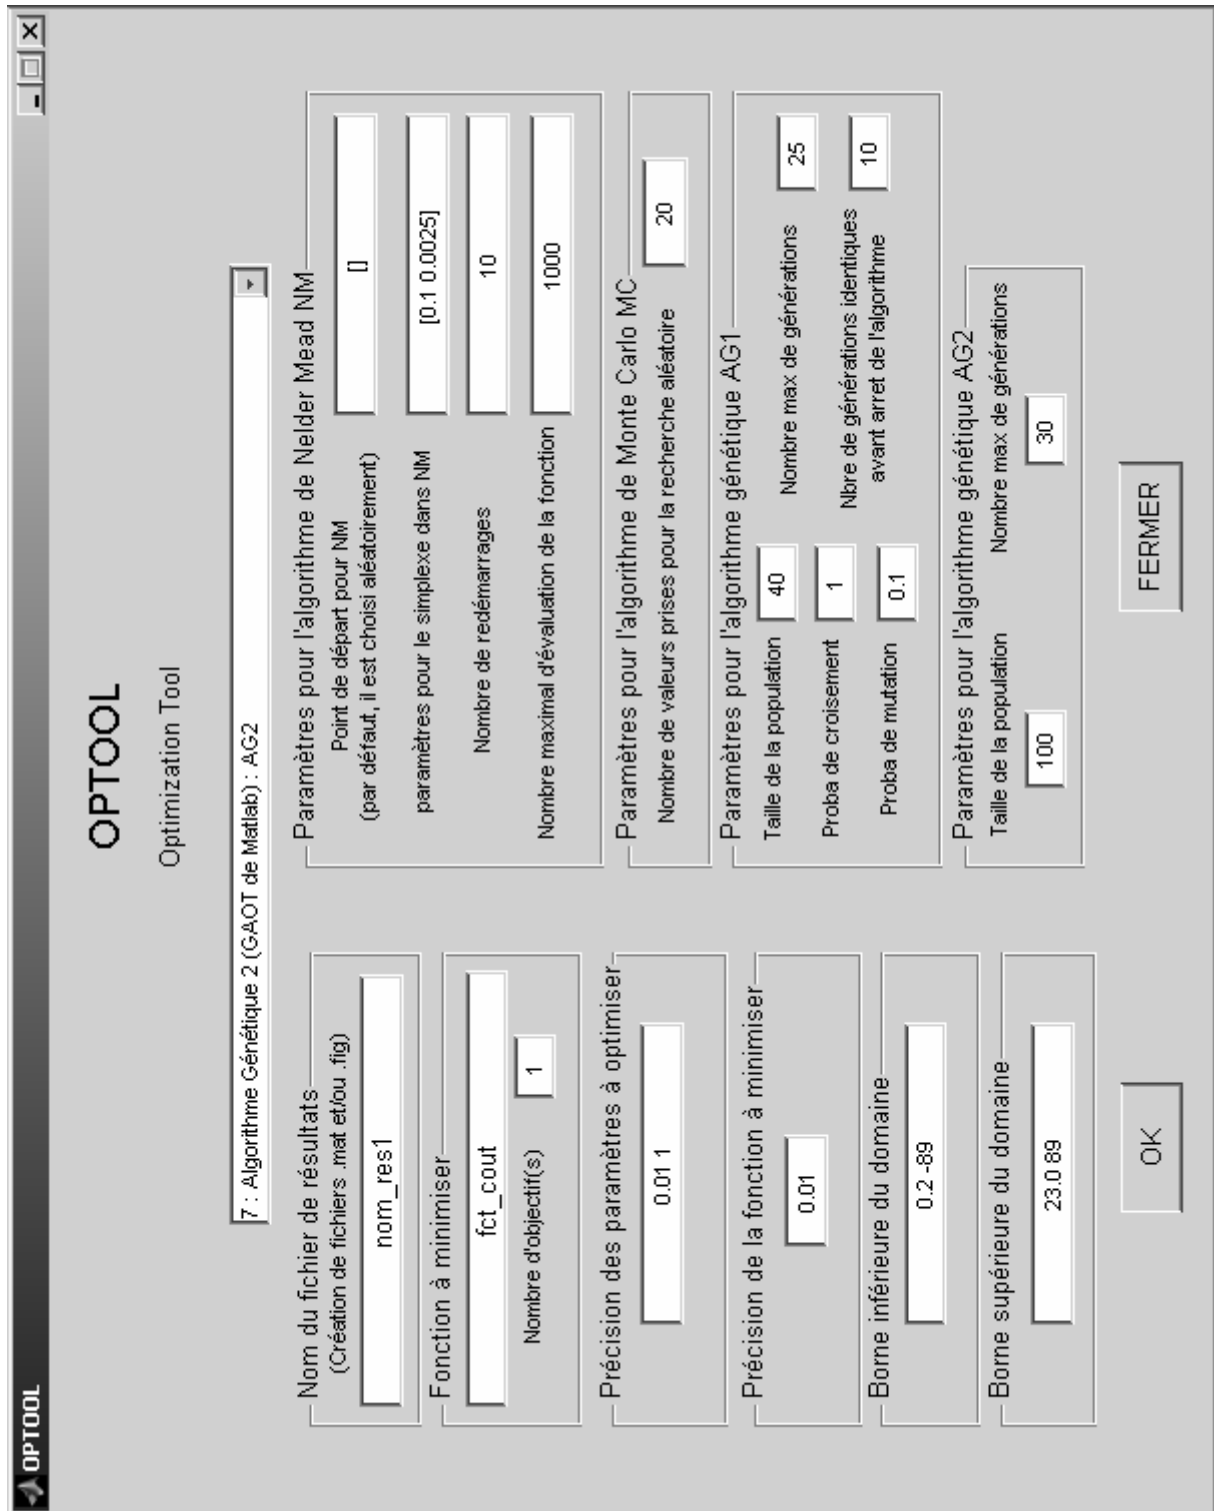 OPTOOL
OPTOOL
Optimization Tool
7 : Algorithme Génétique 2 (GAOT de Matlab) : AG2
Nom du fichier de résultats
(Création de fichiers .mat et/ou .fig)
nom_res1
Fonction à minimiser
fct_cout
Nombre d'objectif(s)
1
Précision des paramètres à optimiser
0.01 1
Précision de la fonction à minimiser
0.01
Borne inférieure du domaine
0.2 -89
Borne supérieure du domaine
23.0 89
OK
Paramètres pour l'algorithme de Nelder Mead NM
Point de départ pour NM
(par défaut, il est choisi aléatoirement)
[]
paramètres pour le simplexe dans NM
[0.1 0.0025]
Nombre de redémarrages
10
Nombre maximal d'évaluation de la fonction
1000
Paramètres pour l'algorithme de Monte Carlo MC
Nombre de valeurs prises pour la recherche aléatoire
20
Paramètres pour l'algorithme génétique AG1
Taille de la population
40
Nombre max de générations
25
Proba de croisement
1
Nbre de générations identiques
avant arret de l'algorithme
10
Proba de mutation
0.1
Paramètres pour l'algorithme génétique AG2
Taille de la population
100
Nombre max de générations
30
FERMER